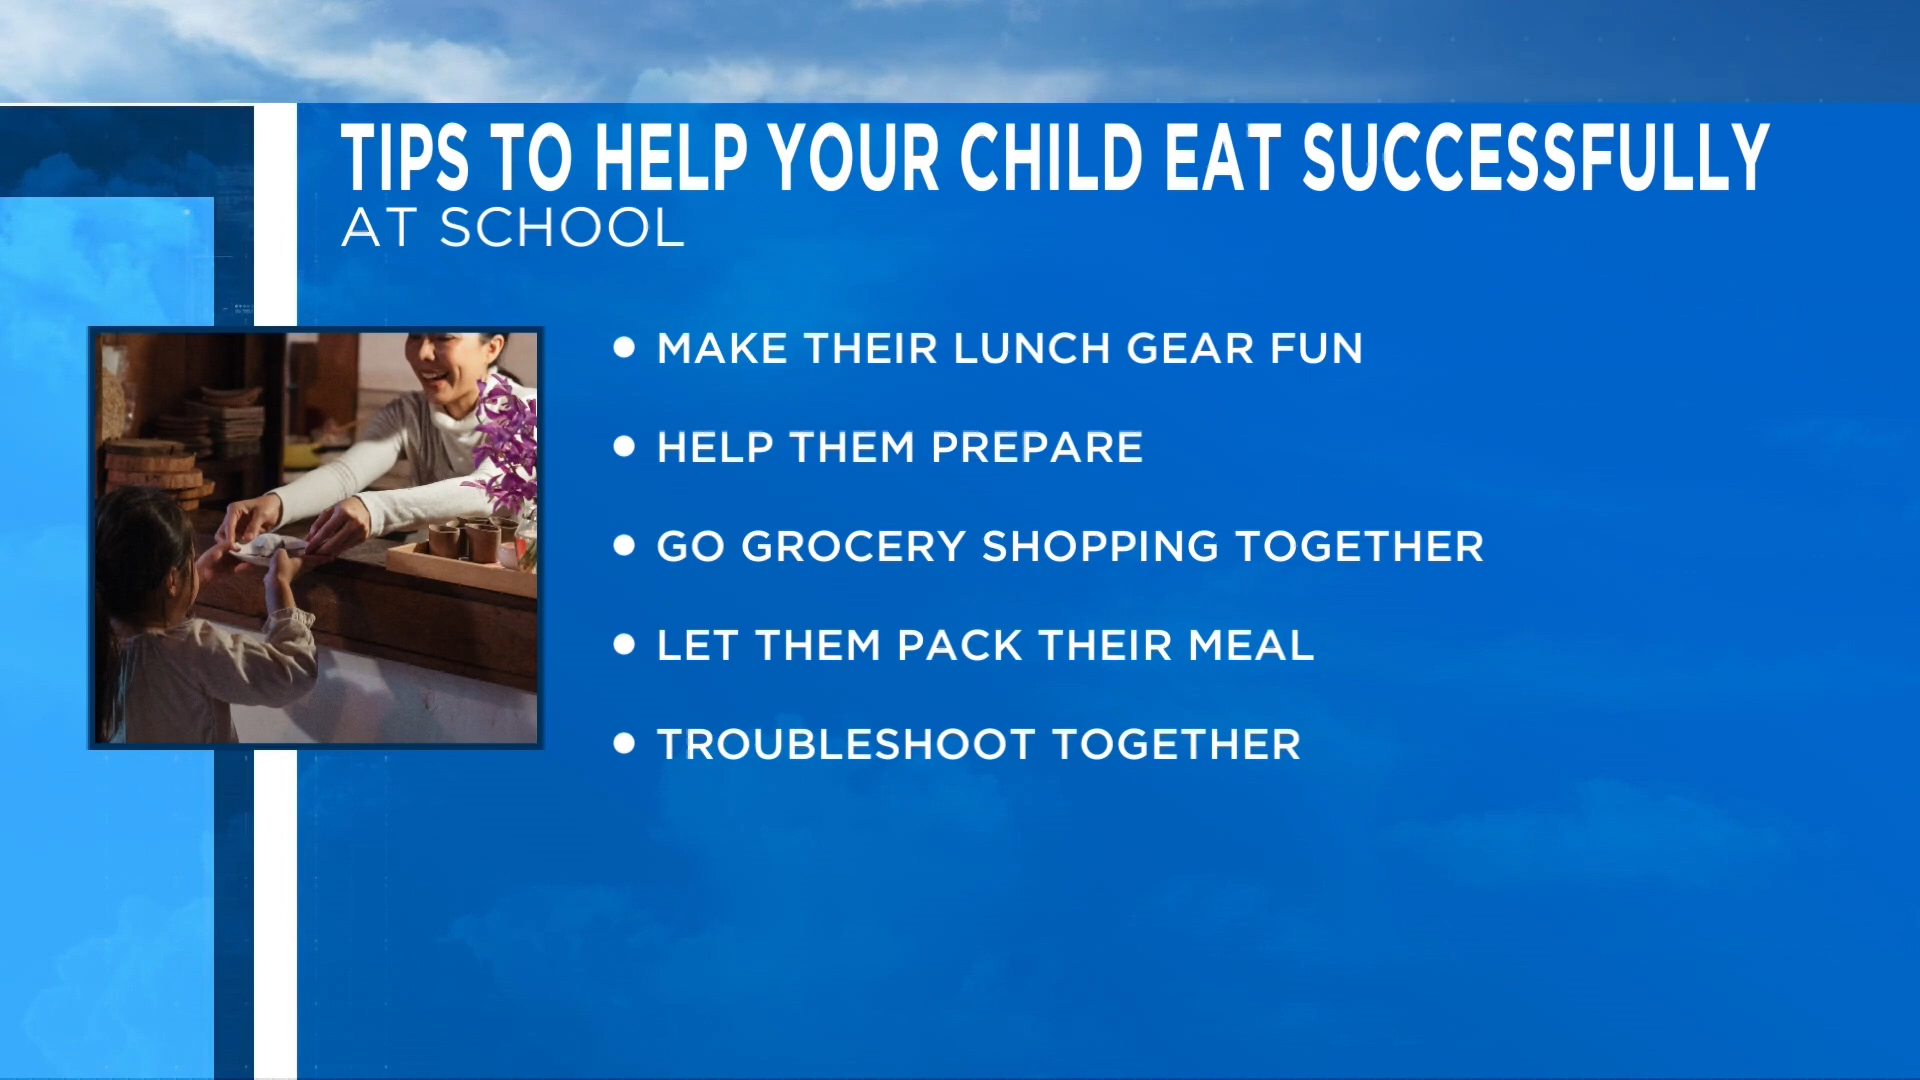 TIPS TO HELP YOUR CHILD EAT SUCCESSFULLY
AT SCHOOL
● MAKE THEIR LUNCH GEAR FUN
● HELP THEM PREPARE
● GO GROCERY SHOPPING TOGETHER
● LET THEM PACK THEIR MEAL
● TROUBLESHOOT TOGETHER